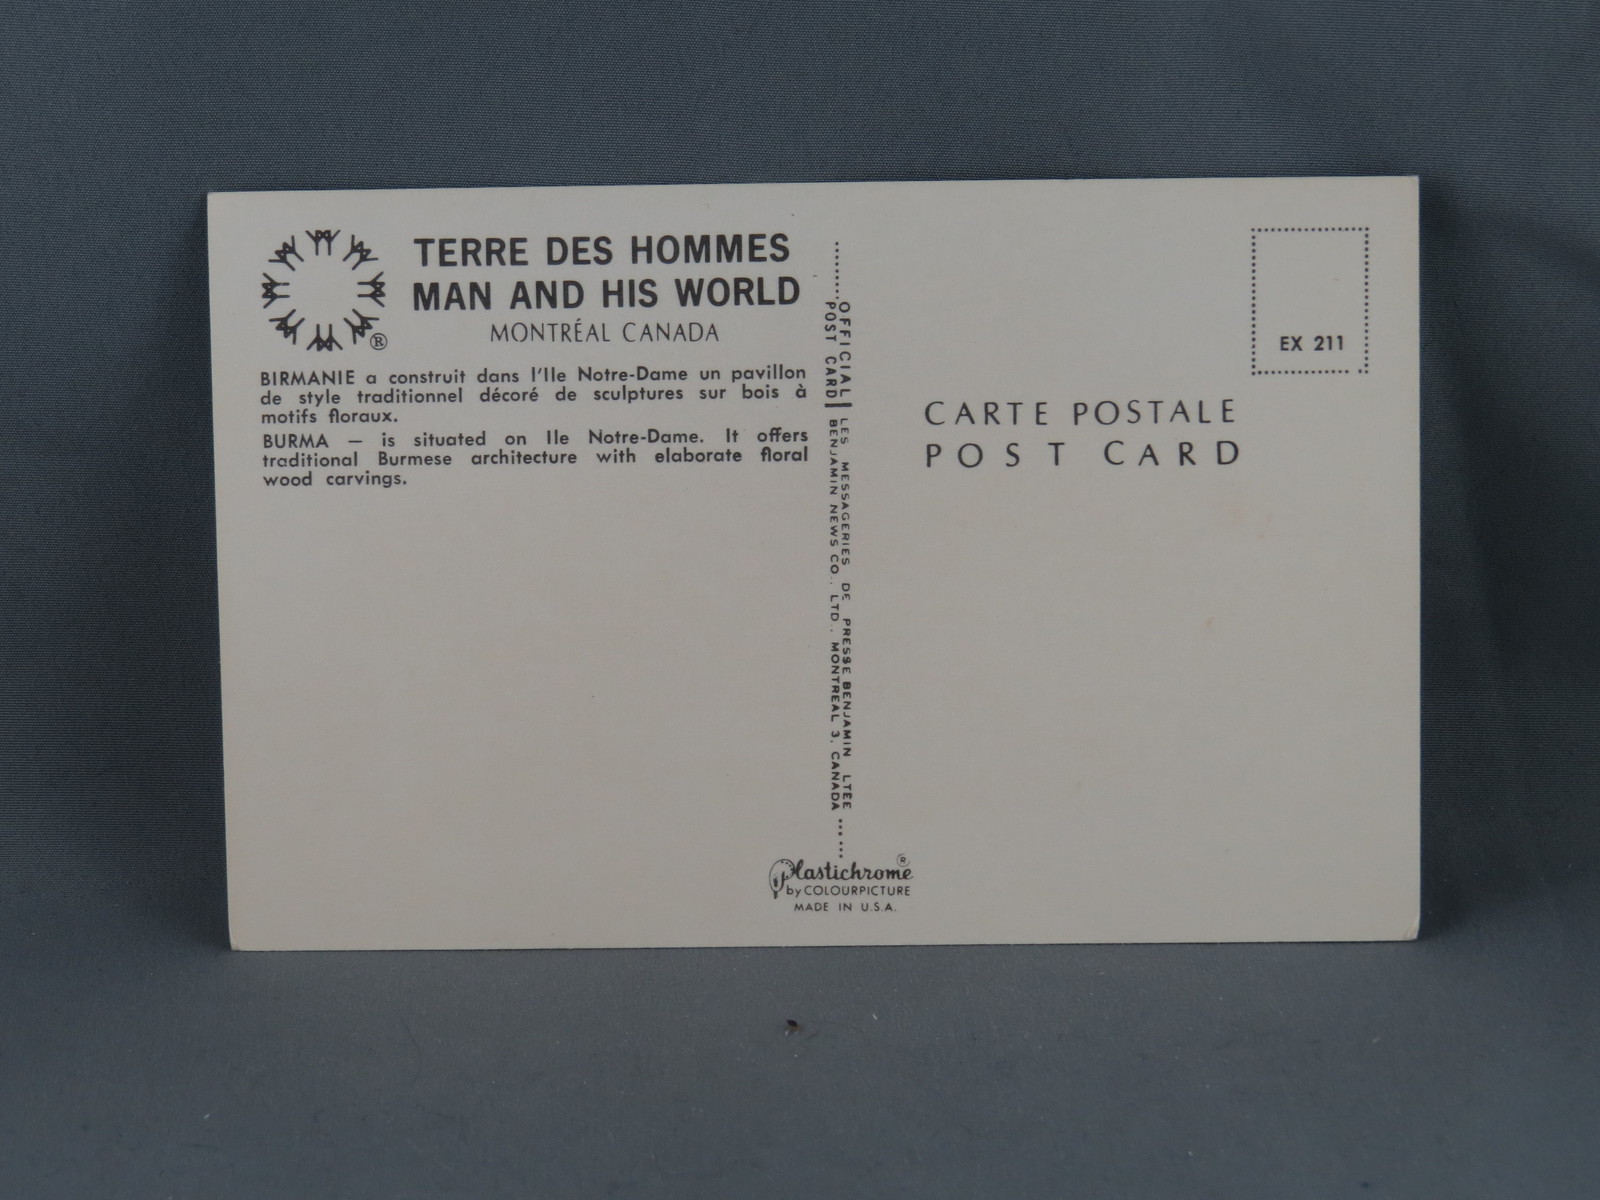 TERRE DES HOMMES
MAN AND HIS WORLD
MONTRÉAL CANADA
®
BIRMANIE a construit dans l'Ile Notre-Dame un pavillon
de style traditionnel décoré de sculptures sur bois à
motifs floraux.
BURMA — is situated on Ile Notre-Dame. It offers
traditional Burmese architecture with elaborate floral
wood carvings.
OFFICIAL
POST CARD
LES MESSAGERIES DE PRESSE BENJAMIN LTEE
BENJAMIN NEWS CO., LTD., MONTREAL 3, CANADA
Plastichrome ®
by COLOURPICTURE
MADE IN U.S.A.
EX 211
CARTE POSTALE
POST CARD